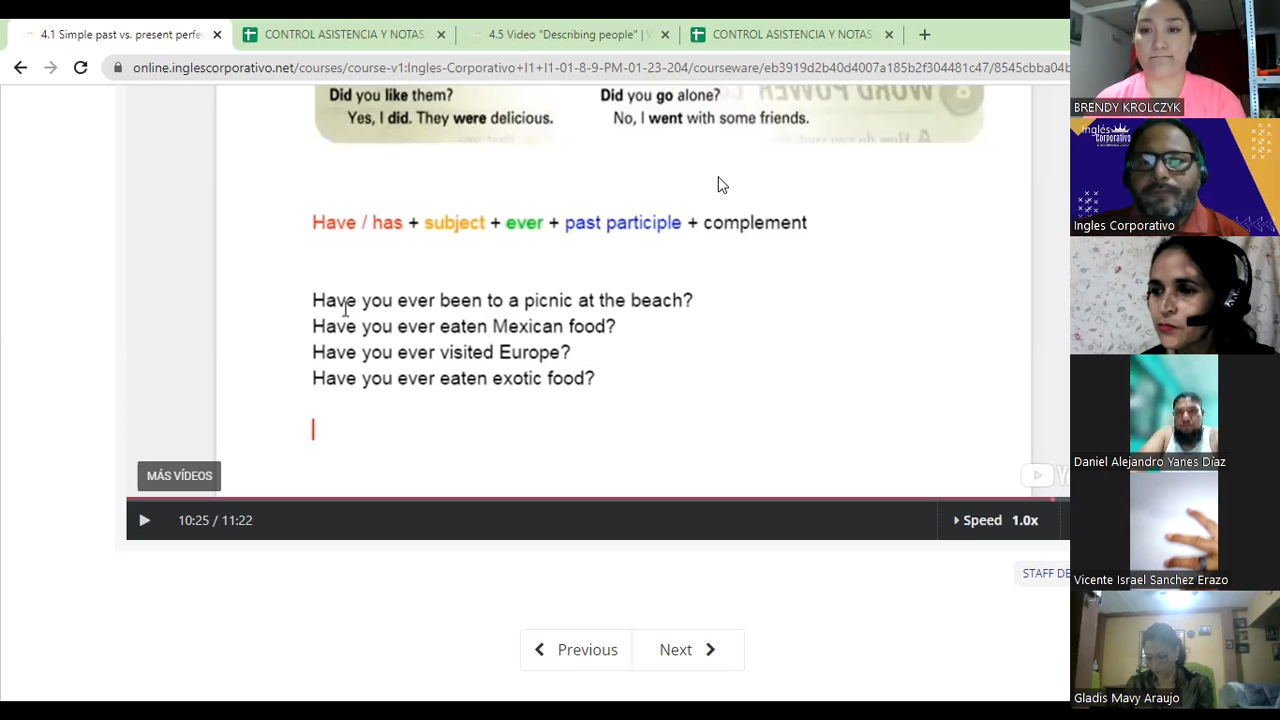 4.1 Simple past vs. present perfe
CONTROL ASISTENCIA Y NOTAS
4.5 Video "Describing people" |
CONTROL ASISTENCIA Y NOTAS
online.inglescorporativo.net/courses/course-v1:Ingles-Corporativo+I1+I1-01-8-9-PM-01-23-204/courseware/eb3919d2b40d4007a185b2f304481c47/8545cbba04b
WORD POWER
Did you like them?
Yes, I did. They were delicious.
Did you go alone?
No, I went with some friends.
Have / has + subject + ever + past participle + complement
Have you ever been to a picnic at the beach?
Have you ever eaten Mexican food?
Have you ever visited Europe?
Have you ever eaten exotic food?
MÁS VÍDEOS
10:25 / 11:22
Speed 1.0x
STAFF DE
Previous
Next
BRENDY KROLCZYK
Inglés
Corporativo
Ingles Corporativo
Daniel Alejandro Yanes Díaz
Vicente Israel Sanchez Erazo
Gladis Mavy Araujo